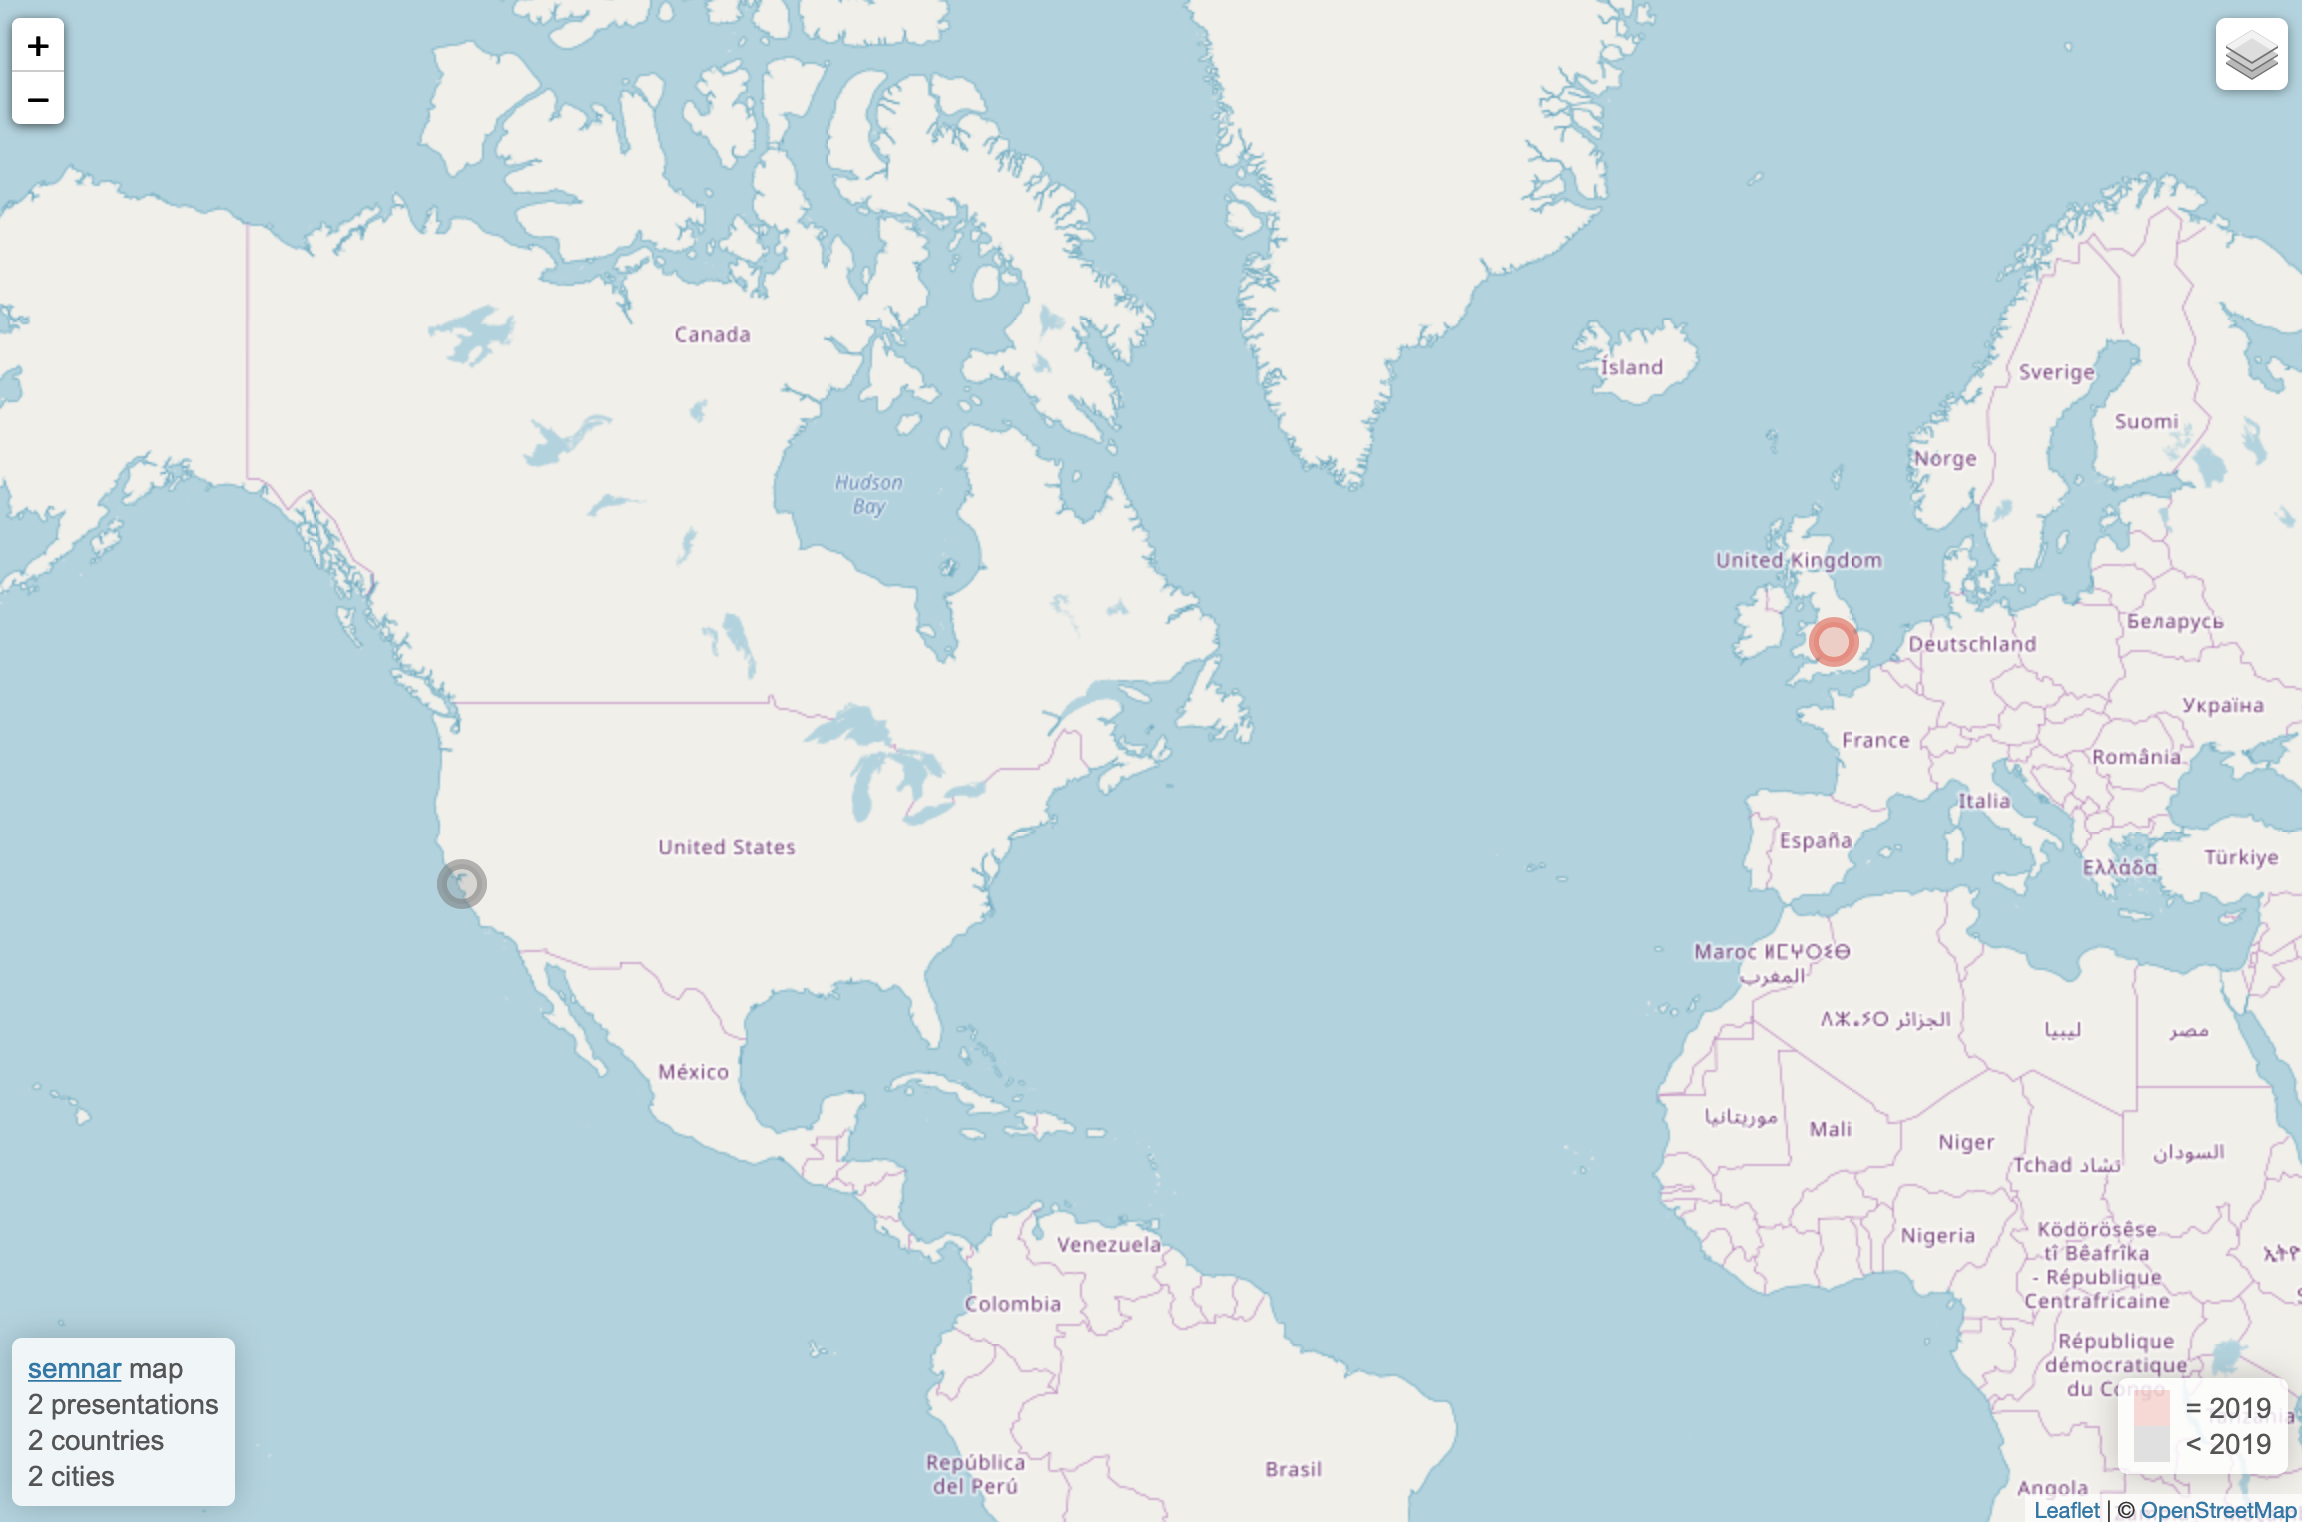 +
−
Canada
Ísland
Sverige
Suomi
Norge
Hudson
Bay
United Kingdom
Беларусь
Deutschland
Україна
France
România
Italia
United States
España
Türkiye
Ελλάδα
Maroc ⵍⵎⵖⵔⵉⴱ
المغرب
الجزائر
ليبيا
مصر
México
موريتانيا
Mali
Niger
Tchad تشاد
السودان
Venezuela
Nigeria
Ködörösêse
tî Bêafrîka
- République
Centrafricaine
Colombia
République
démocratique
du Congo
República
del Perú
Brasil
Angola
semnar map
2 presentations
2 countries
2 cities
= 2019
< 2019
Leaflet | © OpenStreetMap